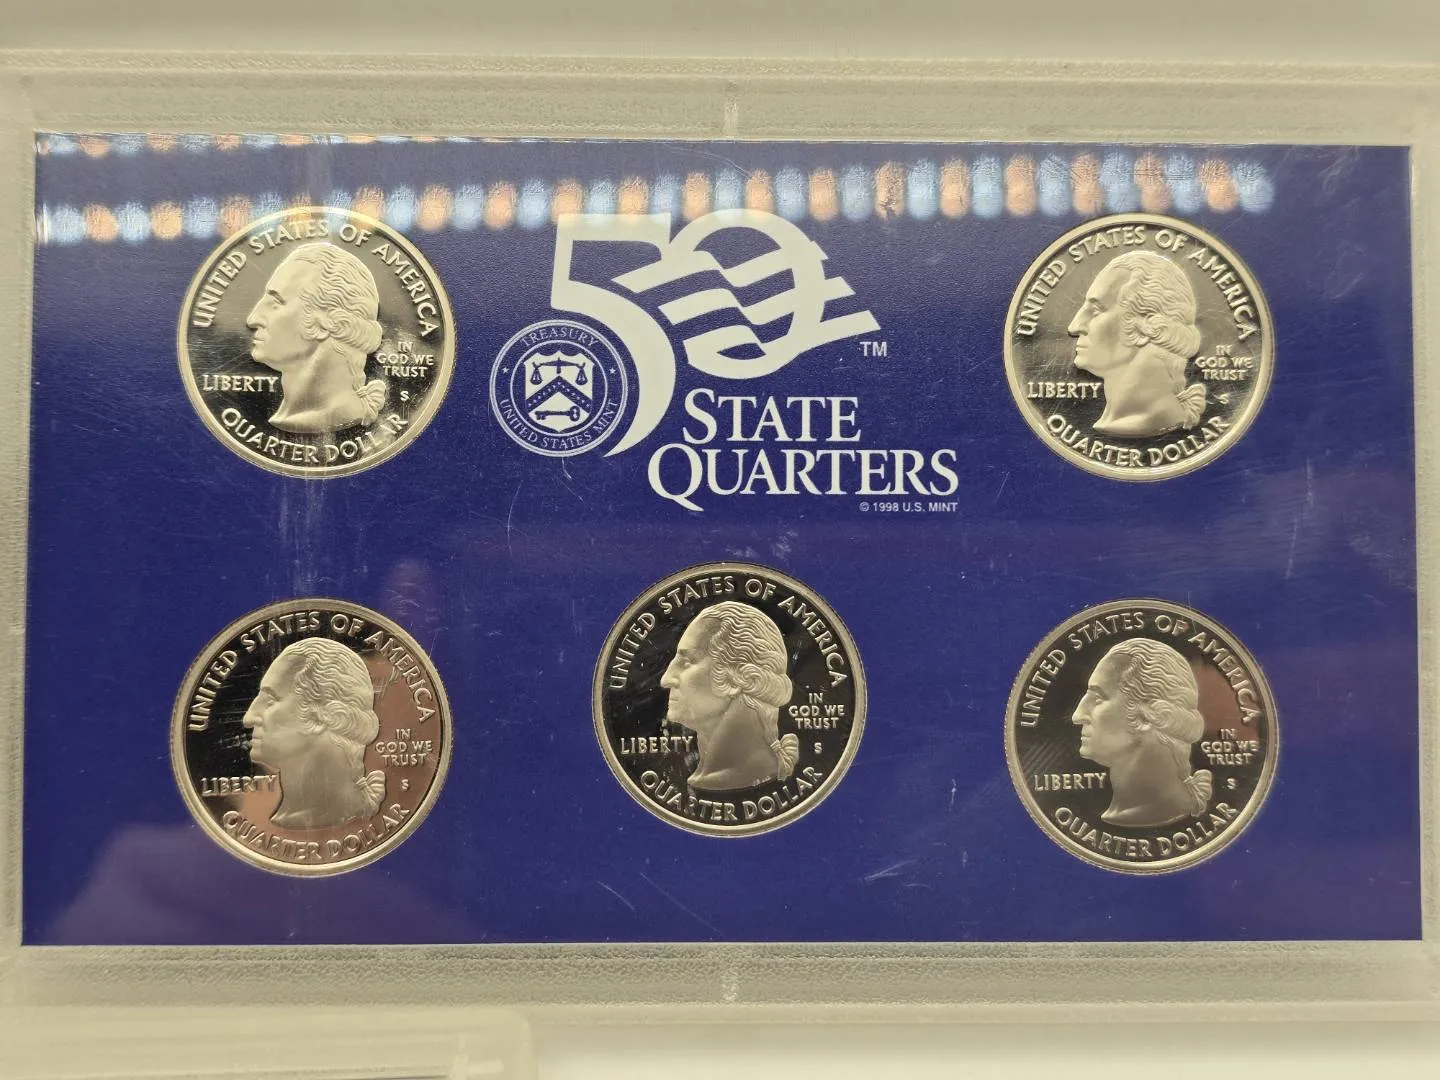 UNITED STATES OF AMERICA
IN
GOD WE
TRUST
LIBERTY
S
QUARTER DOLLAR
50
TM
TREASURY
UNITED STATES MINT
STATE
QUARTERS
© 1998 U.S. MINT
UNITED STATES OF AMERICA
IN
GOD WE
TRUST
LIBERTY
S
QUARTER DOLLAR
UNITED STATES OF AMERICA
IN
GOD WE
TRUST
LIBERTY
S
QUARTER DOLLAR
UNITED STATES OF AMERICA
IN
GOD WE
TRUST
LIBERTY
S
QUARTER DOLLAR
UNITED STATES OF AMERICA
IN
GOD WE
TRUST
LIBERTY
S
QUARTER DOLLAR